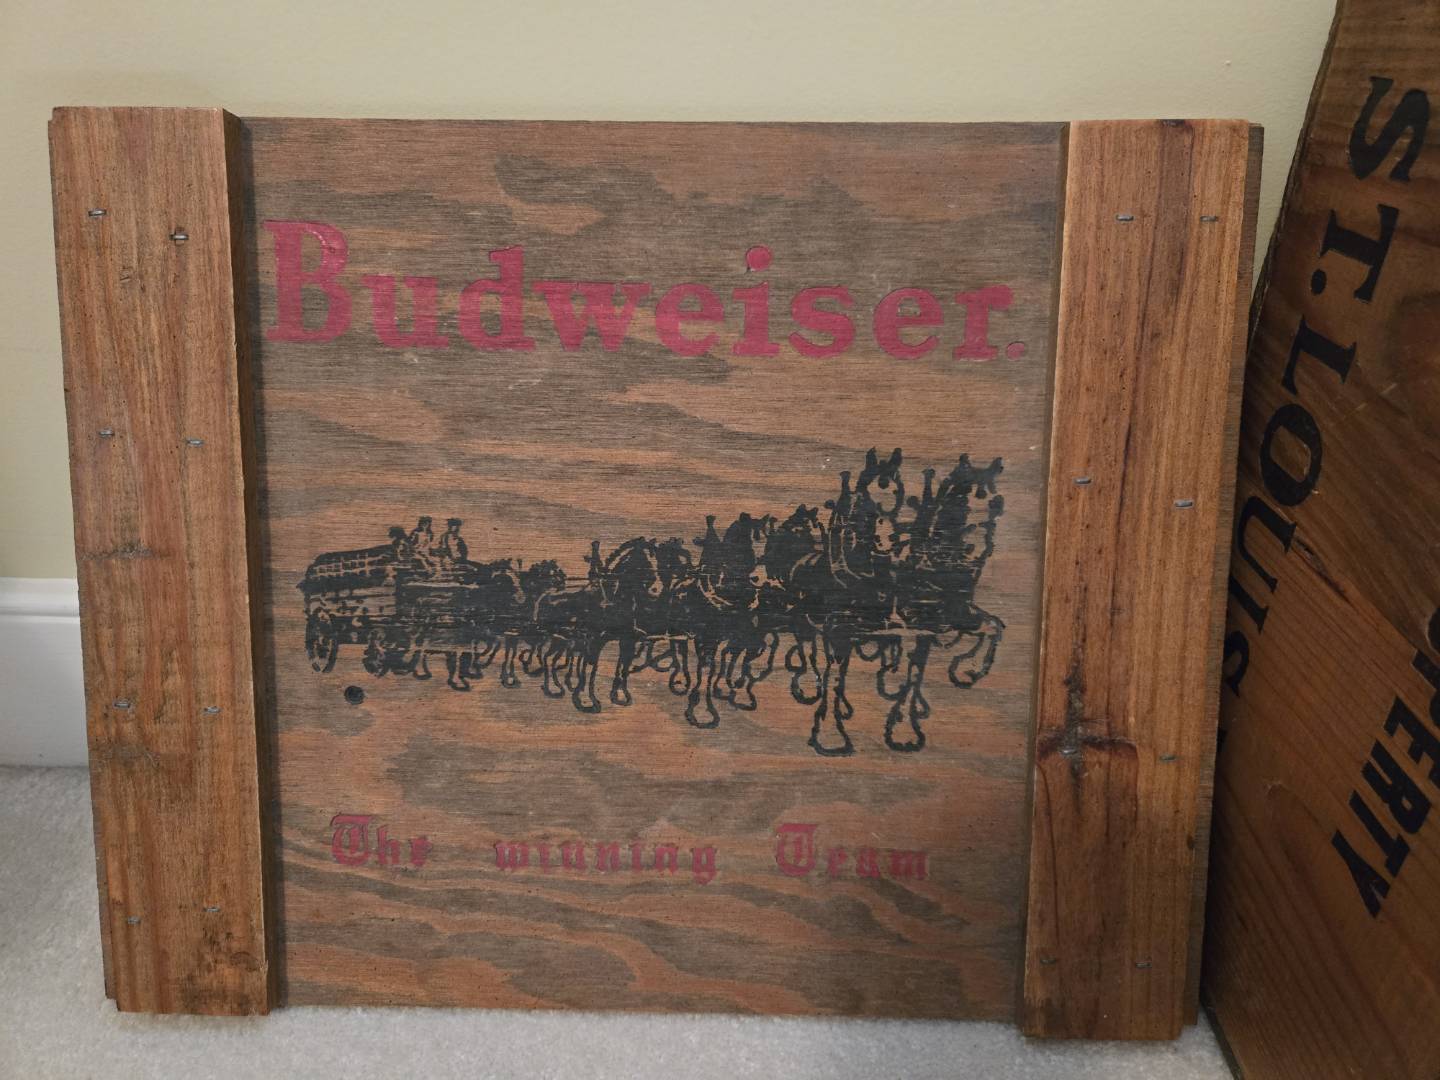 Budweiser.
The winning Team
ST. LOUIS
PERTY